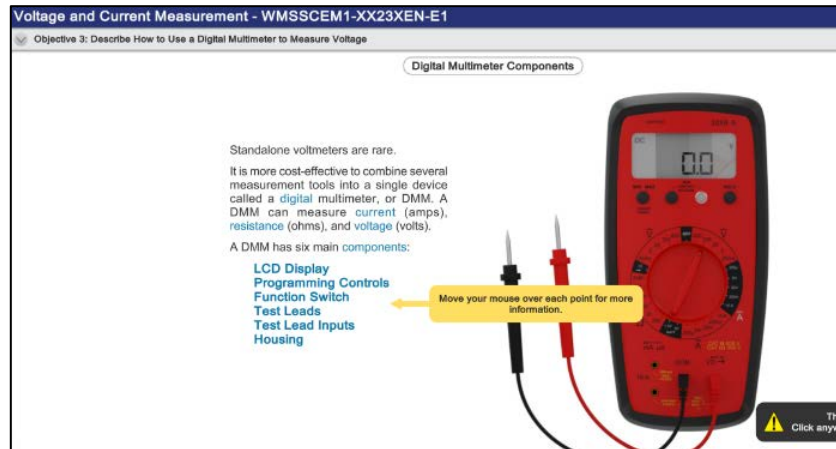 Voltage and Current Measurement - WMSSCEM1-XX23XEN-E1
Objective 3: Describe How to Use a Digital Multimeter to Measure Voltage
Digital Multimeter Components
Standalone voltmeters are rare.
It is more cost-effective to combine several
measurement tools into a single device
called a digital multimeter, or DMM. A
DMM can measure current (amps),
resistance (ohms), and voltage (volts).
A DMM has six main components:
LCD Display
Programming Controls
Function Switch
Test Leads
Test Lead Inputs
Housing
Move your mouse over each point for more
information.
DC
V
0.0
MIN MAX
A
Th
Click anyw